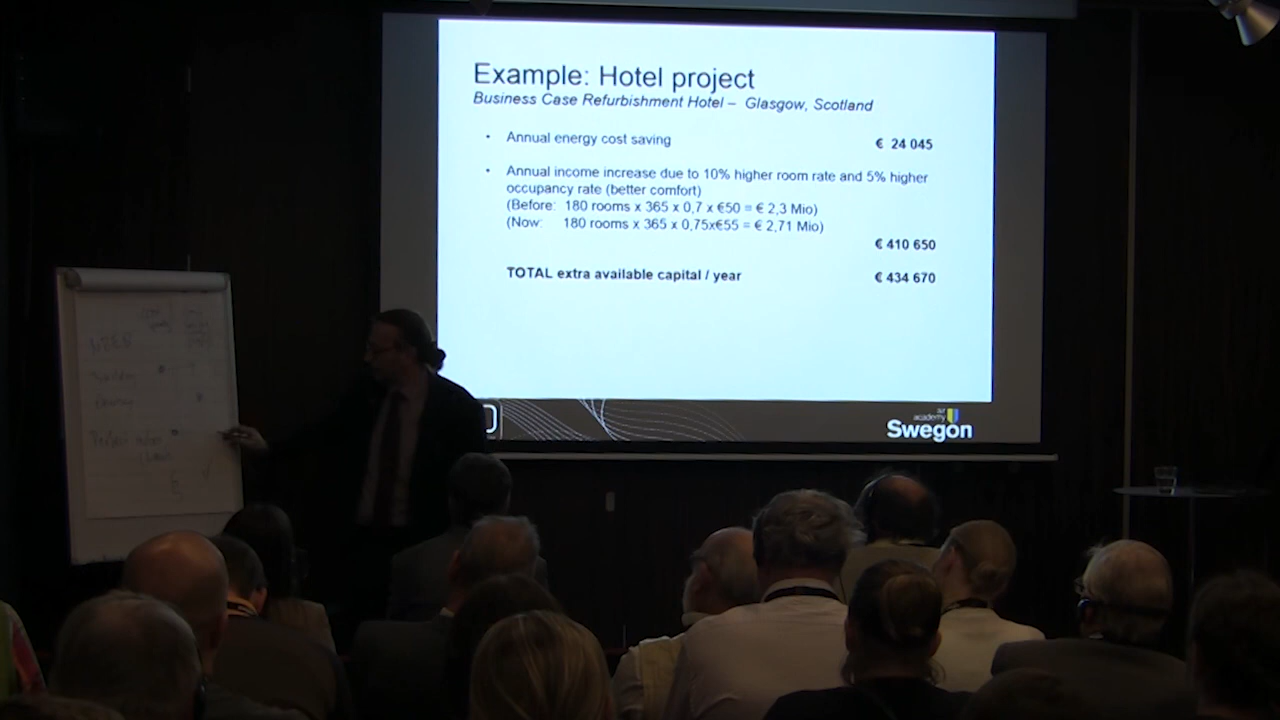 Example: Hotel project
Business Case Refurbishment Hotel – Glasgow, Scotland
• Annual energy cost saving € 24 045
• Annual income increase due to 10% higher room rate and 5% higher
occupancy rate (better comfort)
(Before: 180 rooms x 365 x 0,7 x €50 = € 2,3 Mio)
(Now: 180 rooms x 365 x 0,75x€55 = € 2,71 Mio)
€ 410 650
TOTAL extra available capital / year € 434 670
air
academy
Swegon